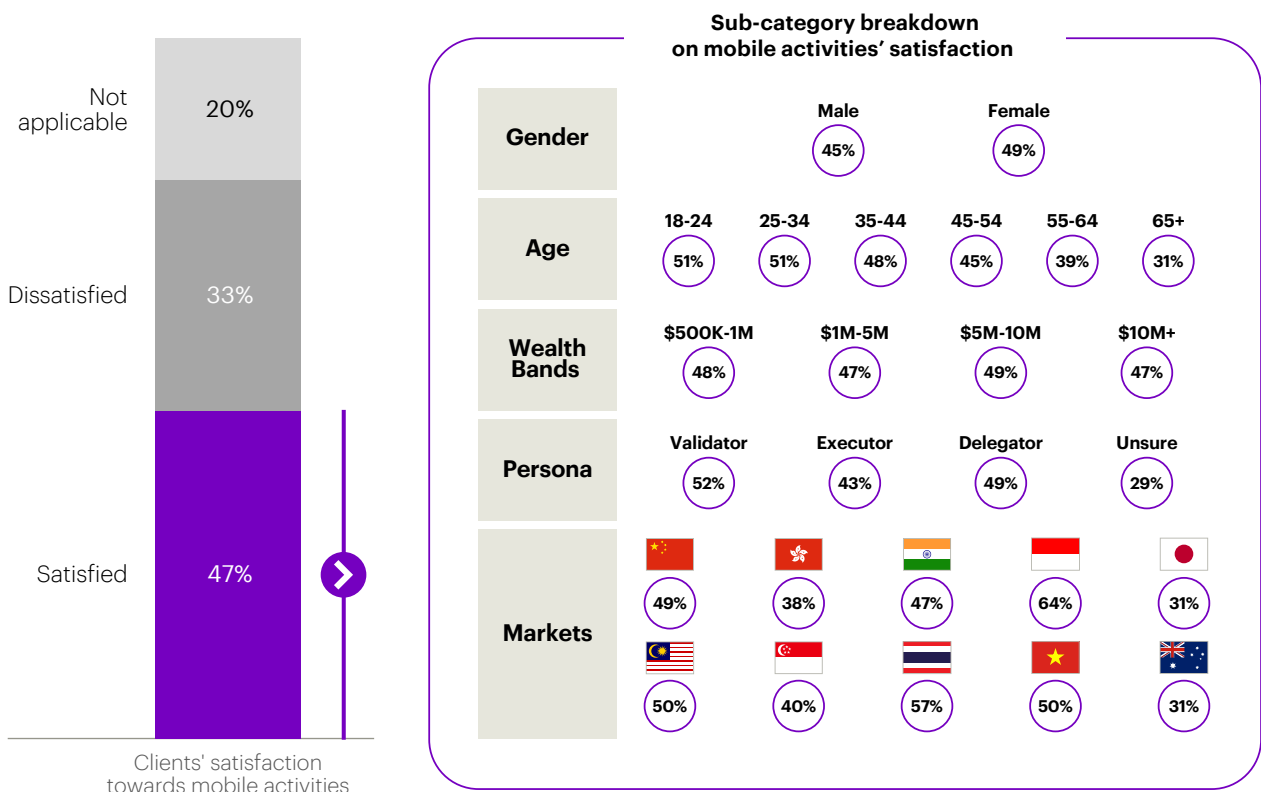 Sub-category breakdown
on mobile activities’ satisfaction
Not
applicable
20%
Dissatisfied
33%
Satisfied
47%
Clients' satisfaction
towards mobile activities
Gender
Male
Female
45%
49%
Age
18-24
25-34
35-44
45-54
55-64
65+
51%
51%
48%
45%
39%
31%
Wealth
Bands
$500K-1M
$1M-5M
$5M-10M
$10M+
48%
47%
49%
47%
Persona
Validator
Executor
Delegator
Unsure
52%
43%
49%
29%
Markets
49%
38%
47%
64%
31%
50%
40%
57%
50%
31%